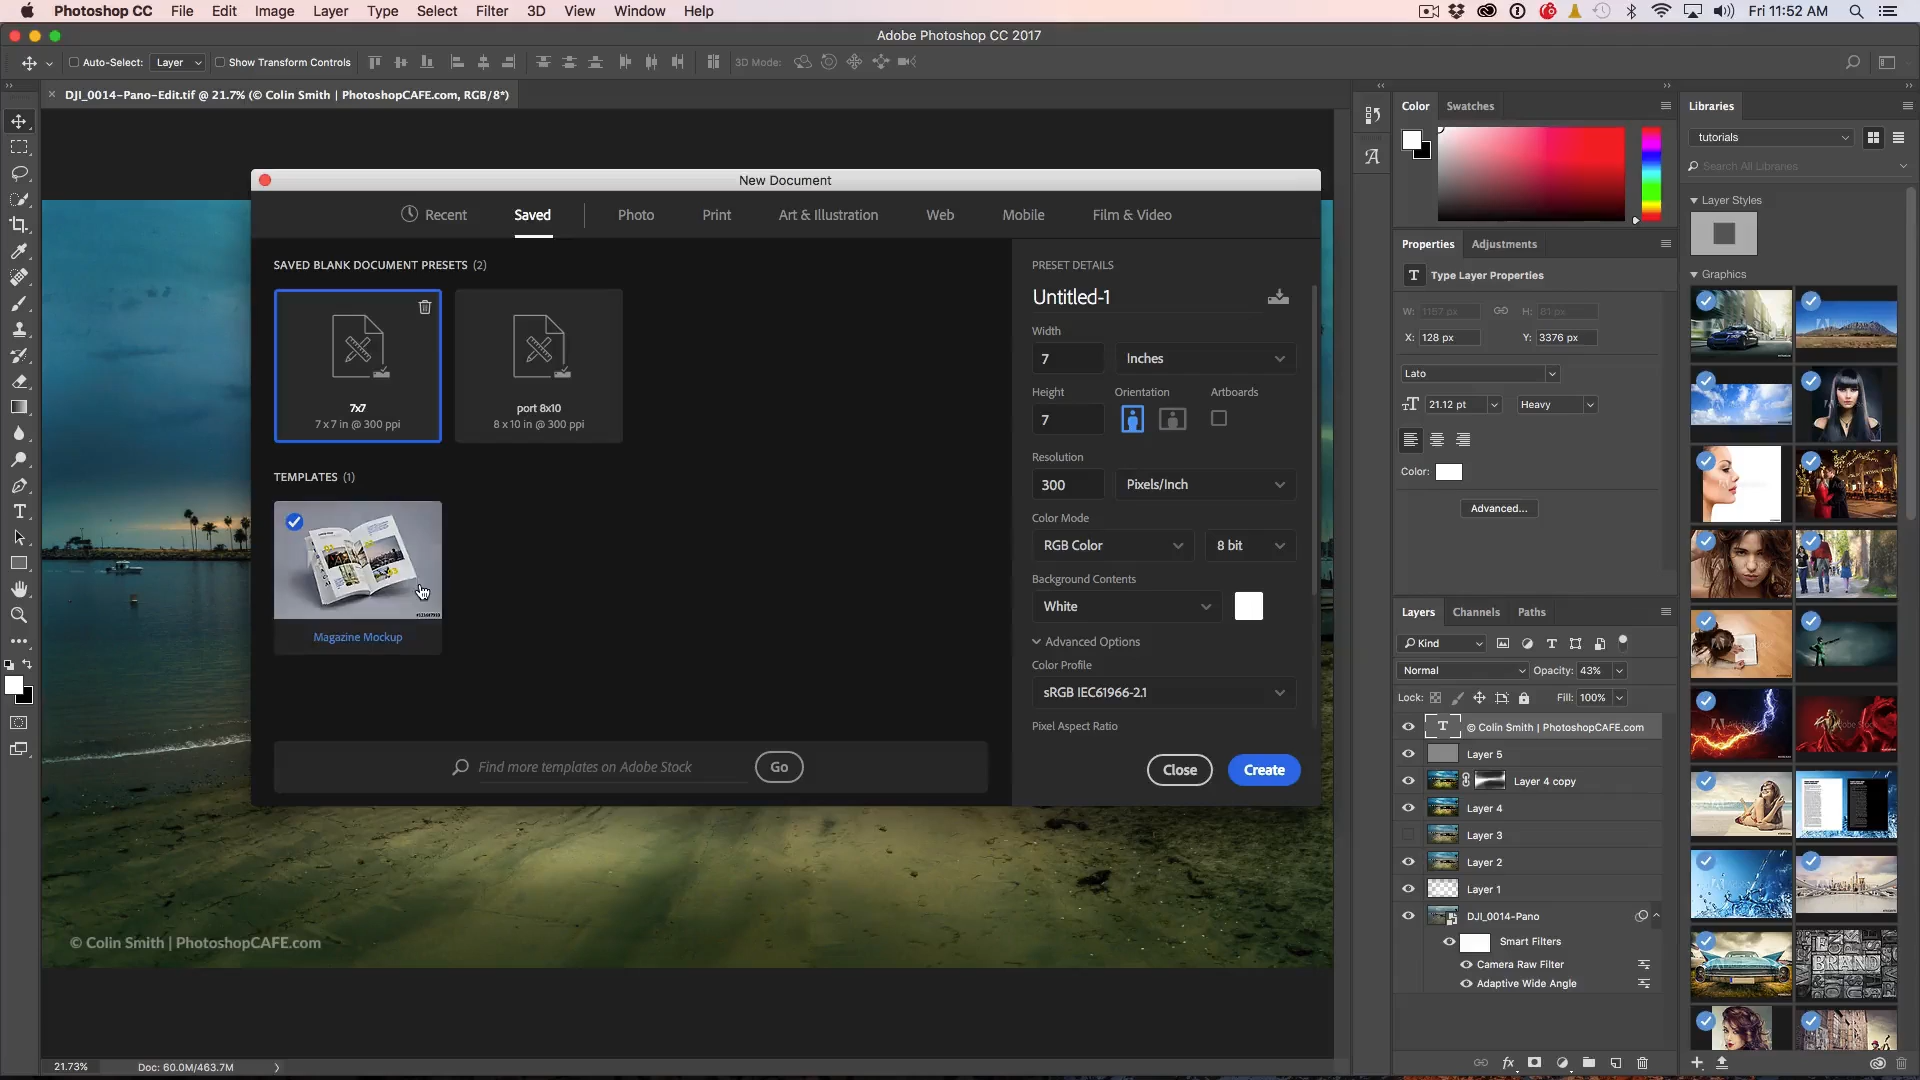 Photoshop CC File Edit Image Layer Type Select Filter 3D View Window Help Fri 11:52 AM
Adobe Photoshop CC 2017
Auto-Select: Layer Show Transform Controls 3D Mode:
DJI_0014-Pano-Edit.tif @ 21.7% (© Colin Smith | PhotoshopCAFE.com, RGB/8*)
New Document
Recent Saved Photo Print Art & Illustration Web Mobile Film & Video
SAVED BLANK DOCUMENT PRESETS (2)
7x7
7 x 7 in @ 300 ppi
port 8x10
8 x 10 in @ 300 ppi
TEMPLATES (1)
Magazine Mockup
Find more templates on Adobe Stock Go
PRESET DETAILS
Untitled-1
Width
7 Inches
Height Orientation Artboards
7
Resolution
300 Pixels/Inch
Color Mode
RGB Color 8 bit
Background Contents
White
Advanced Options
Color Profile
sRGB IEC61966-2.1
Pixel Aspect Ratio
Close Create
© Colin Smith | PhotoshopCAFE.com
21.73% Doc: 60.0M/463.7M
Color Swatches
Properties Adjustments
Type Layer Properties
W: 1157 px H: 81 px
X: 128 px Y: 3376 px
Lato
21.12 pt Heavy
Color:
Advanced...
Layers Channels Paths
Kind
Normal Opacity: 43%
Lock: Fill: 100%
© Colin Smith | PhotoshopCAFE.com
Layer 5
Layer 4 copy
Layer 4
Layer 3
Layer 2
Layer 1
DJI_0014-Pano
Smart Filters
Camera Raw Filter
Adaptive Wide Angle
Libraries
tutorials
Search All Libraries
Layer Styles
Graphics
BRAND